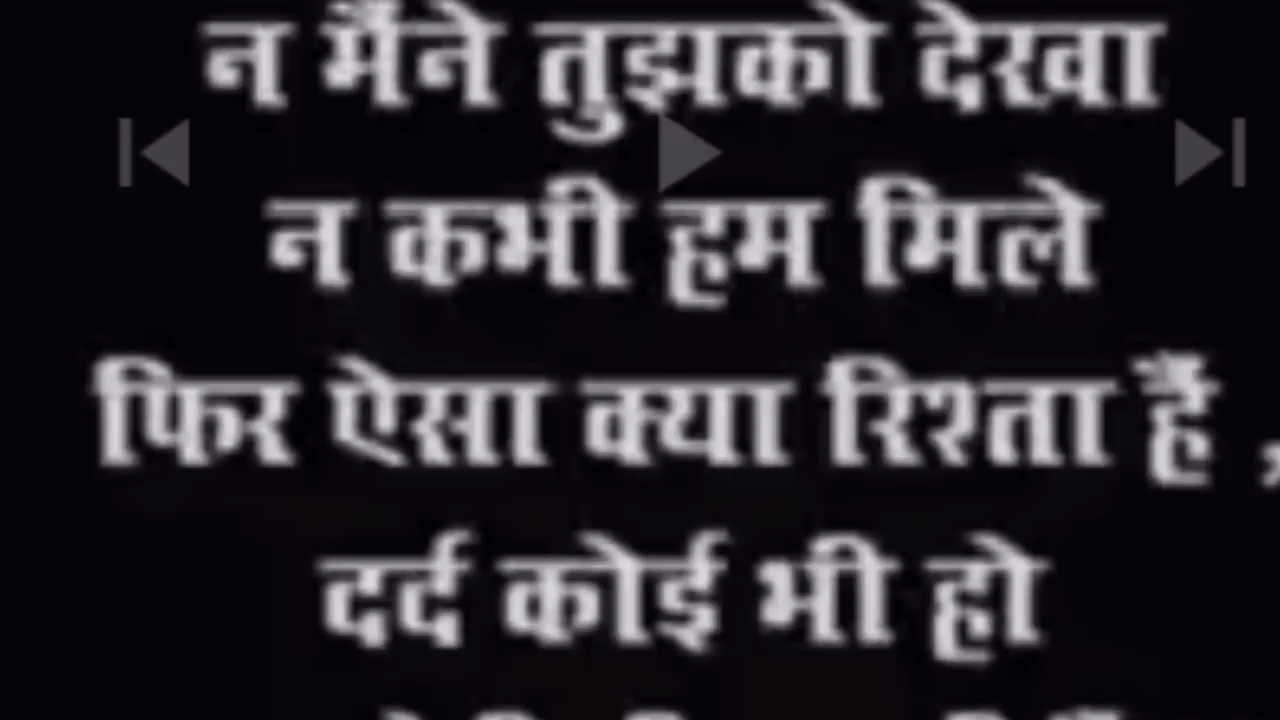 न मैंने तुझको देखा
न कभी हम मिले
फिर ऐसा क्या रिश्ता हैं ,
दर्द कोई भी हो